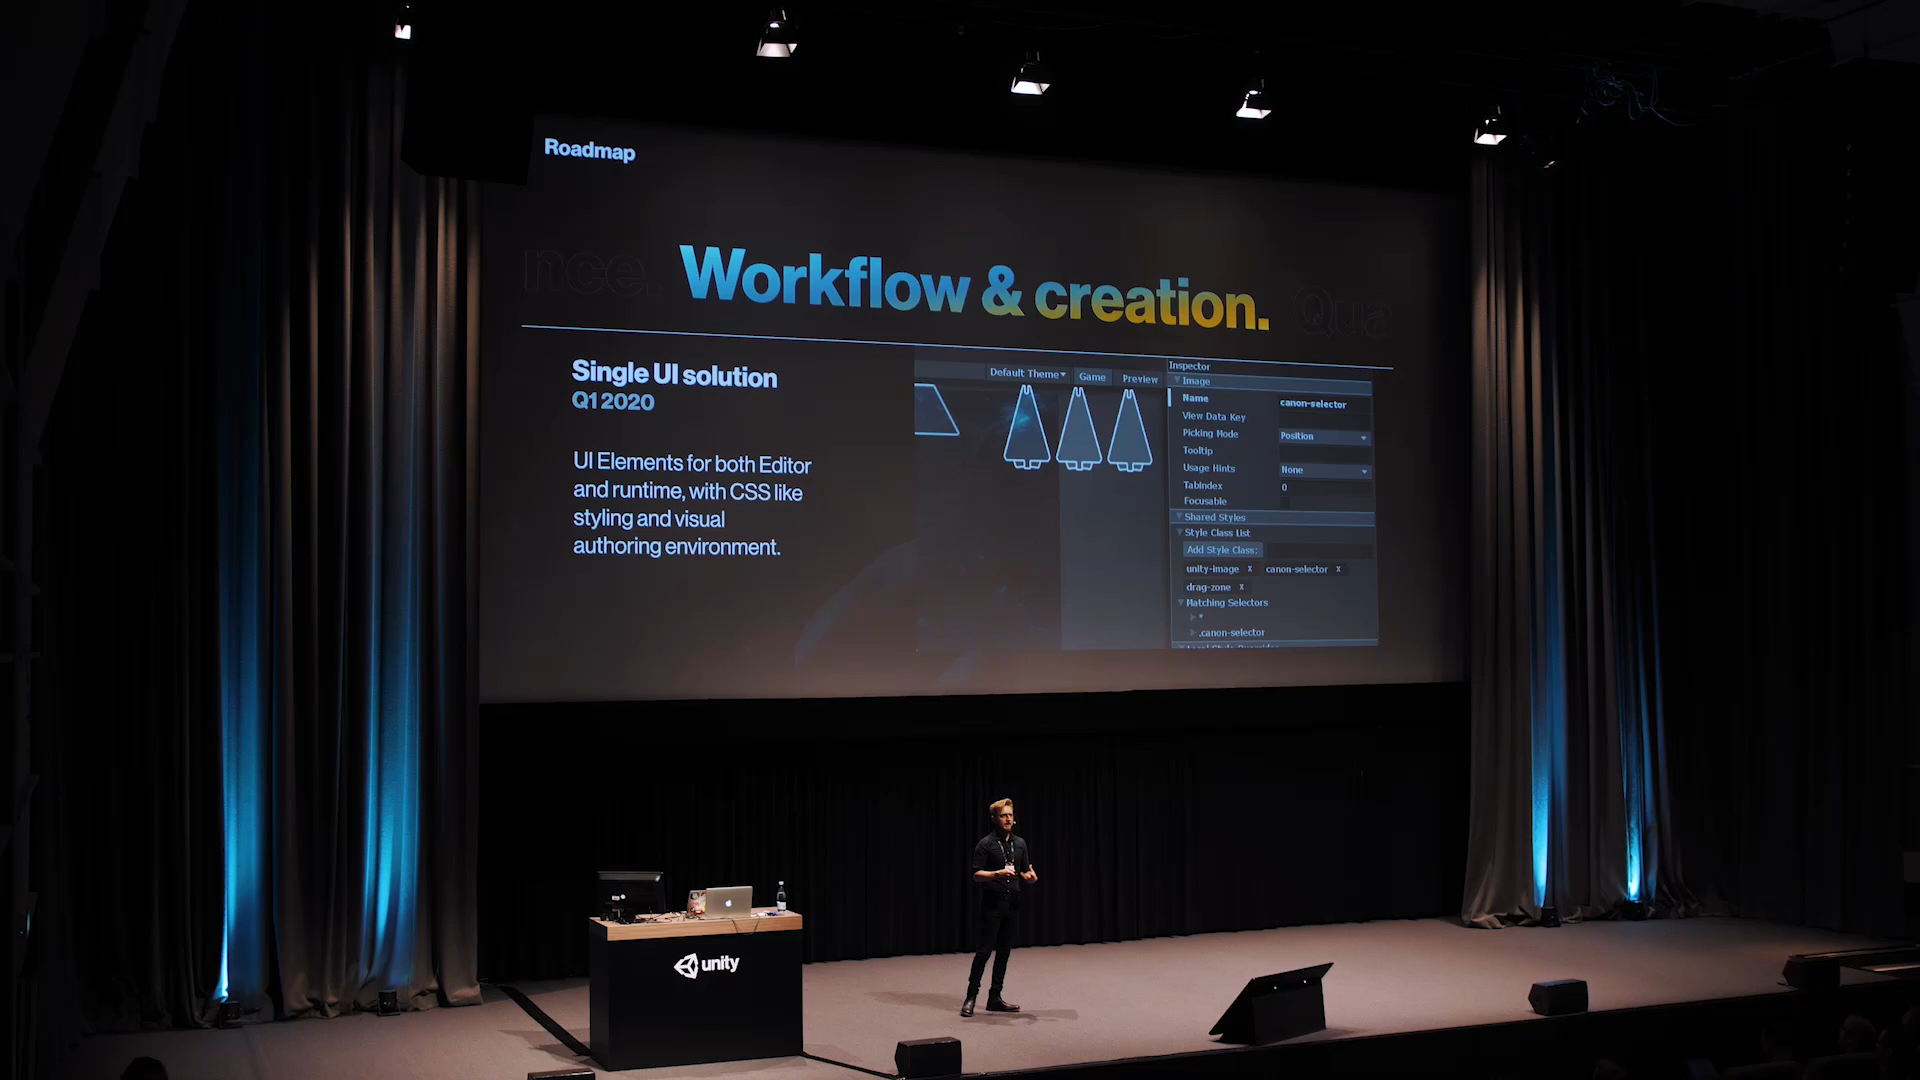 Roadmap
nce. Workflow & creation. Qua
Single UI solution
Q1 2020
UI Elements for both Editor
and runtime, with CSS like
styling and visual
authoring environment.
Default Theme Game Preview
Inspector
Image
Name canon-selector
View Data Key
Picking Mode Position
Tooltip
Usage Hints None
TabIndex 0
Focusable
Shared Styles
Style Class List
Add Style Class:
unity-image x canon-selector x
drag-zone x
Matching Selectors
*
.canon-selector
unity